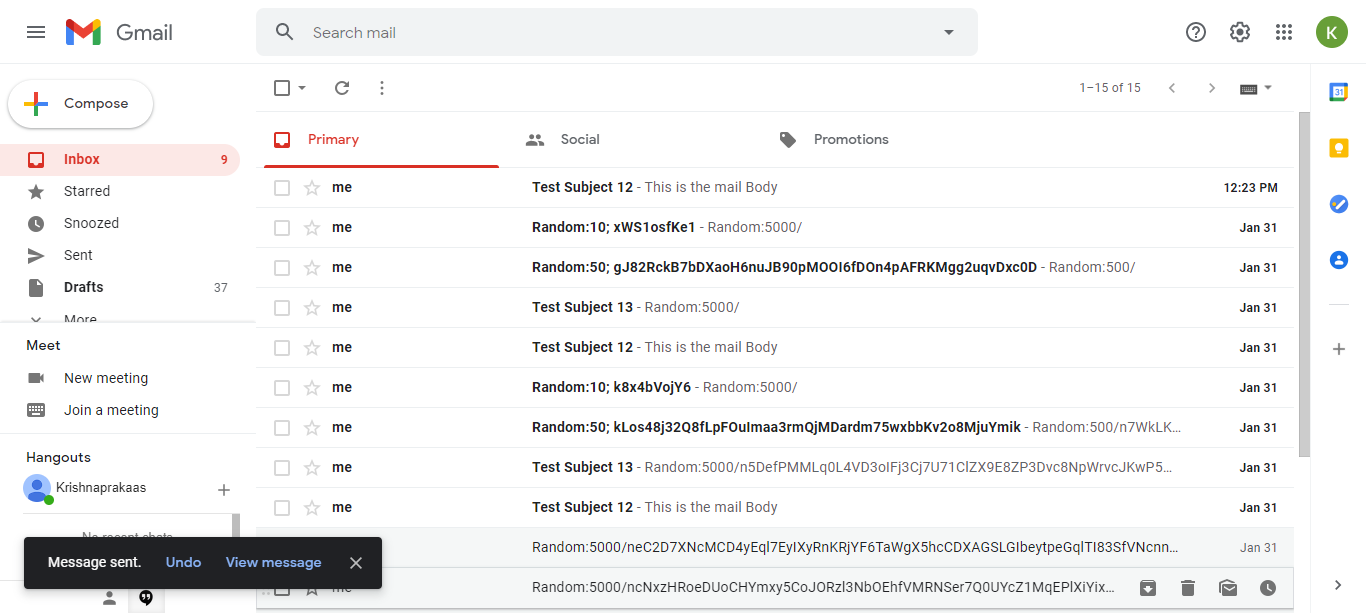 Gmail
Search mail
K
Compose
1–15 of 15
31
Primary
Social
Promotions
Inbox 9
Starred
Snoozed
Sent
Drafts 37
More
Meet
New meeting
Join a meeting
Hangouts
Krishnaprakaas
No recent chats
me Test Subject 12 - This is the mail Body 12:23 PM
me Random:10; xWS1osfKe1 - Random:5000/ Jan 31
me Random:50; gJ82RckB7bDXaoH6nuJB90pMOOI6fDOn4pAFRKMgg2uqvDxc0D - Random:500/ Jan 31
me Test Subject 13 - Random:5000/ Jan 31
me Test Subject 12 - This is the mail Body Jan 31
me Random:10; k8x4bVojY6 - Random:5000/ Jan 31
me Random:50; kLos48j32Q8fLpFOuImaa3rmQjMDardm75wxbbKv2o8MjuYmik - Random:500/n7WkLK... Jan 31
me Test Subject 13 - Random:5000/n5DefPMMLq0L4VD3oIFj3Cj7U71ClZX9E8ZP3Dvc8NpWrvcJKwP5... Jan 31
me Test Subject 12 - This is the mail Body Jan 31
Random:5000/neC2D7XNcMCD4yEql7EyIXyRnKRjYF6TaWgX5hcCDXAGSLGIbeytpeGqlTI83SfVNcnn... Jan 31
me Random:5000/ncNxzHRoeDUoCHYmxy5CoJORzl3NbOEhfVMRNSer7Q0UYcZ1MqEPlXiYix...
Message sent. Undo View message